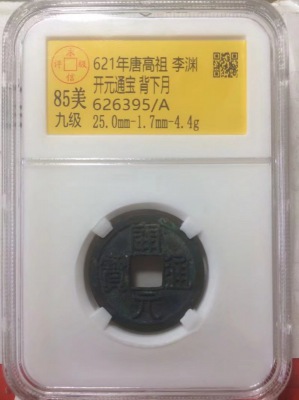 621年唐高祖 李渊
开元通宝 背下月
85美
626395/A
九级
25.0mm-1.7mm-4.4g
開元通寳